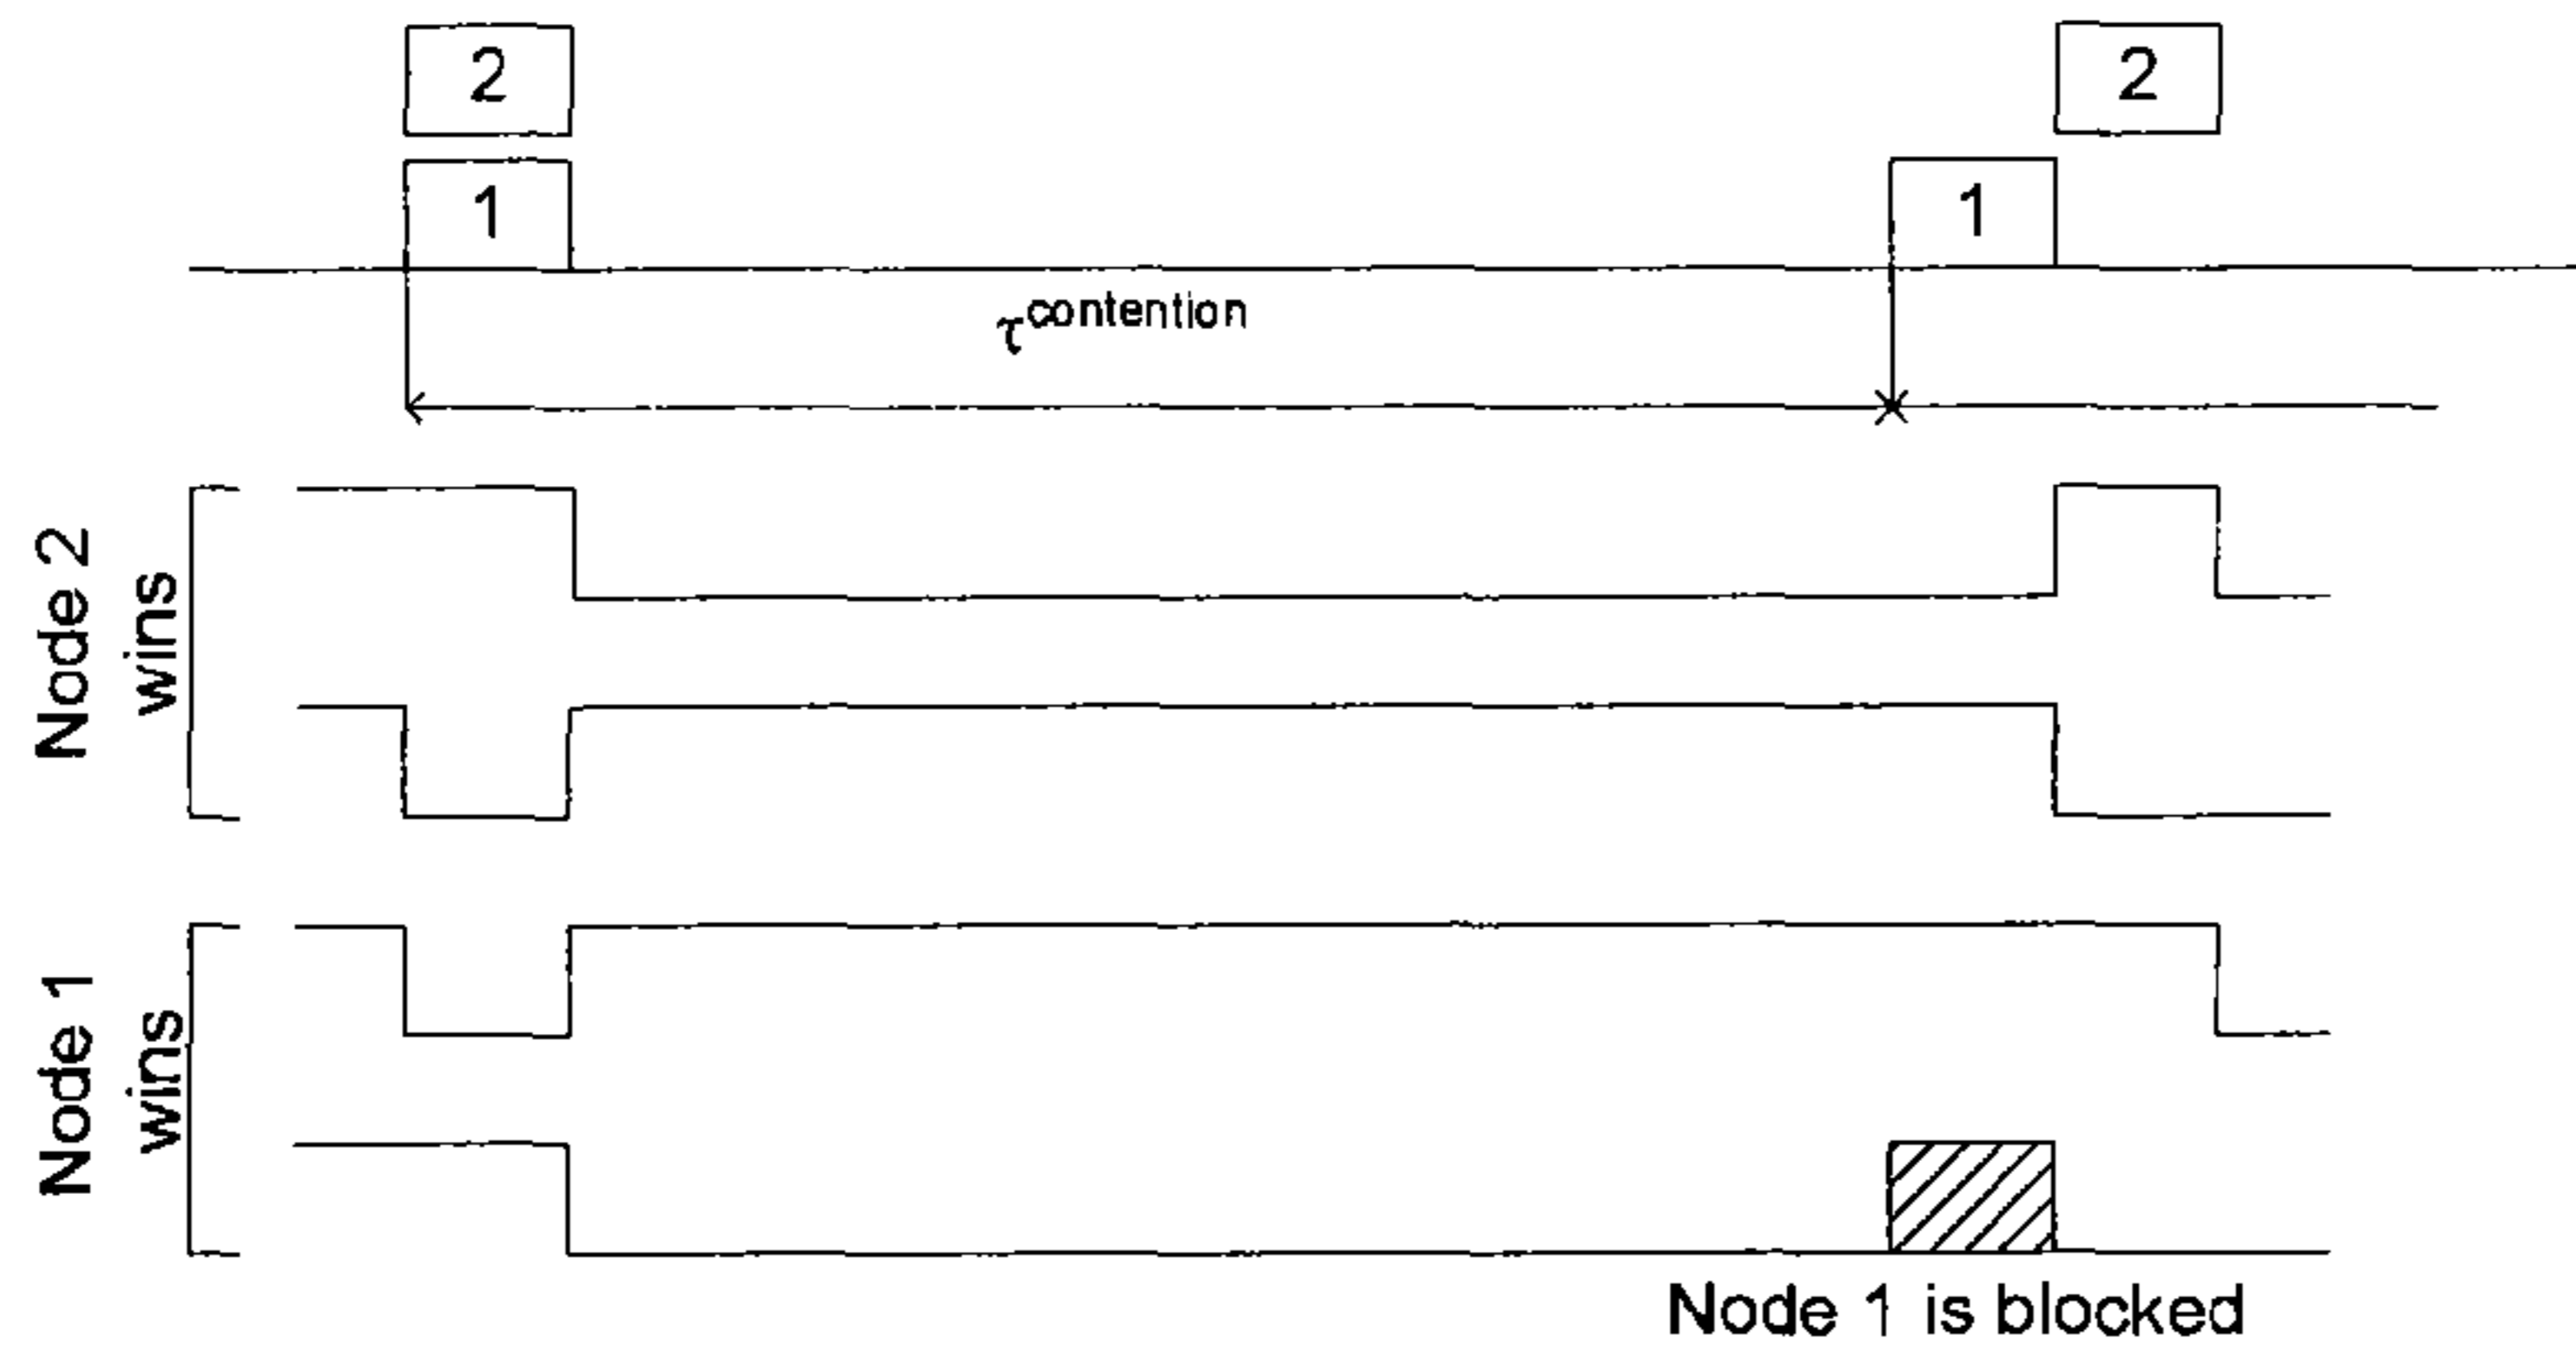 2 2
1 1
τcontention
Node 2
wins
Node 1
wins
Node 1 is blocked